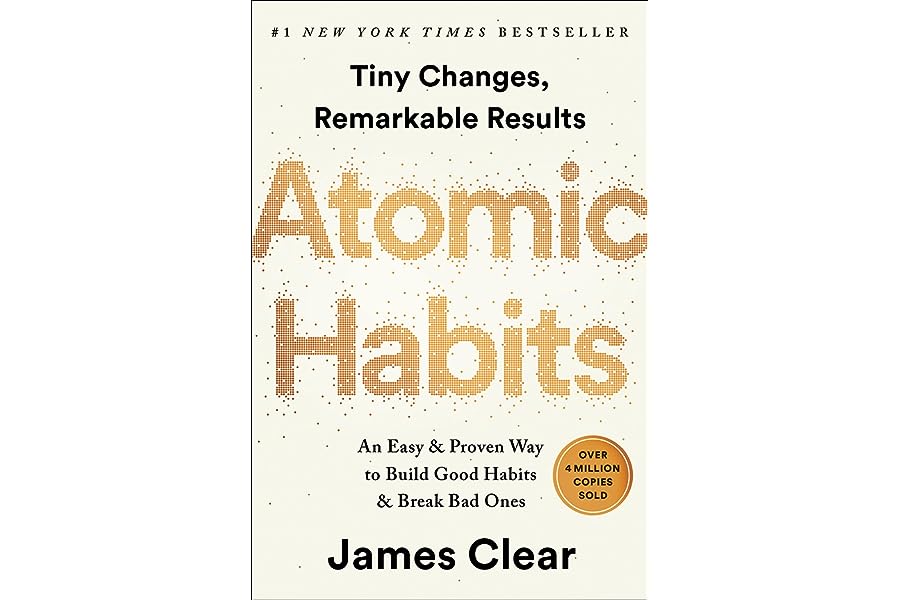 #1 NEW YORK TIMES BESTSELLER
Tiny Changes,
Remarkable Results
Atomic
Habits
An Easy & Proven Way
to Build Good Habits
& Break Bad Ones
OVER
4 MILLION
COPIES
SOLD
James Clear